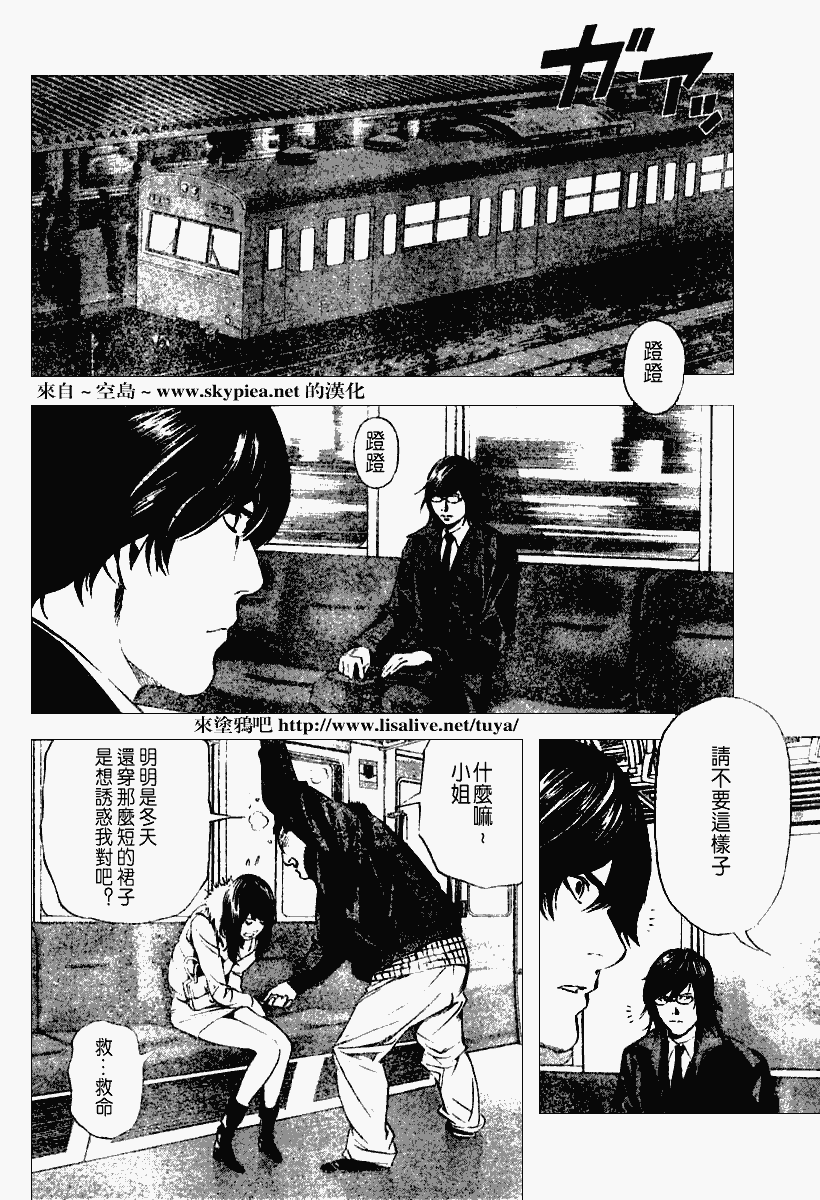 ガアッ
蹬
蹬
來自～空島～www.skypiea.net 的漢化
蹬
蹬
來塗鴉吧 http://www.lisalive.net/tuya/
請不要這樣子
什麼嘛～
小姐
明明是冬天
還穿那麼短的裙子
是想誘惑我對吧？
救…救命